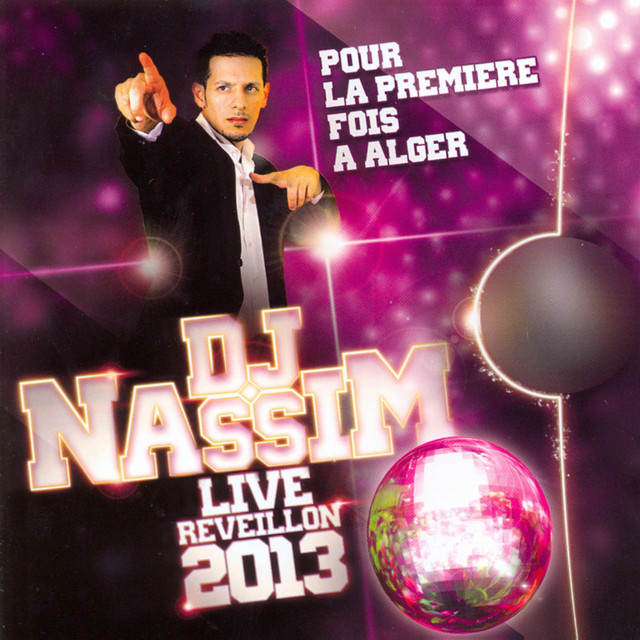 POUR
LA PREMIERE
FOIS
A ALGER
DJ
NASSIM
LIVE
REVEILLON
2013